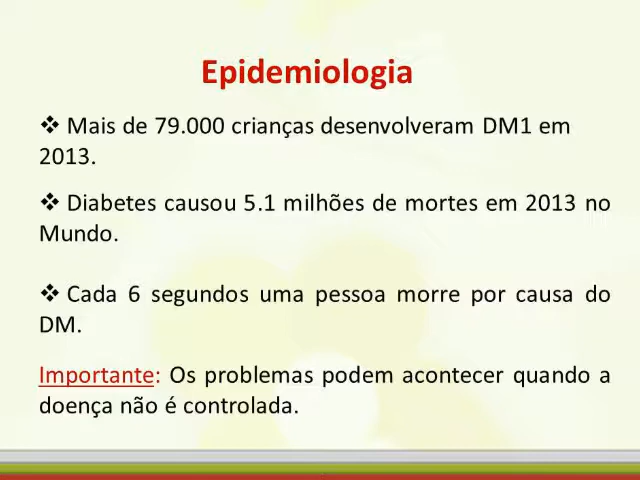 Epidemiologia
❖ Mais de 79.000 crianças desenvolveram DM1 em
2013.
❖ Diabetes causou 5.1 milhões de mortes em 2013 no
Mundo.
❖ Cada 6 segundos uma pessoa morre por causa do
DM.
Importante: Os problemas podem acontecer quando a
doença não é controlada.